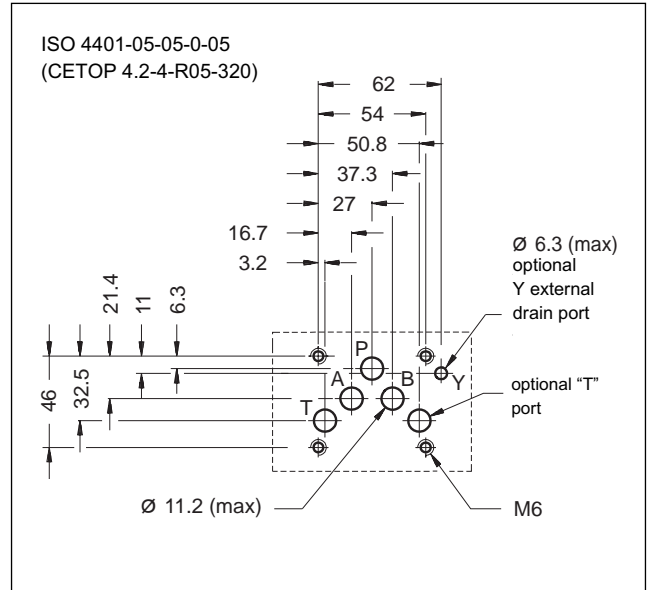 ISO 4401-05-05-0-05
(CETOP 4.2-4-R05-320)
62
54
50.8
37.3
27
16.7
3.2
Ø 6.3 (max)
optional
Y external
drain port
46
32.5
21.4
11
6.3
P
A
B
Y
T
optional “T”
port
Ø 11.2 (max)
M6